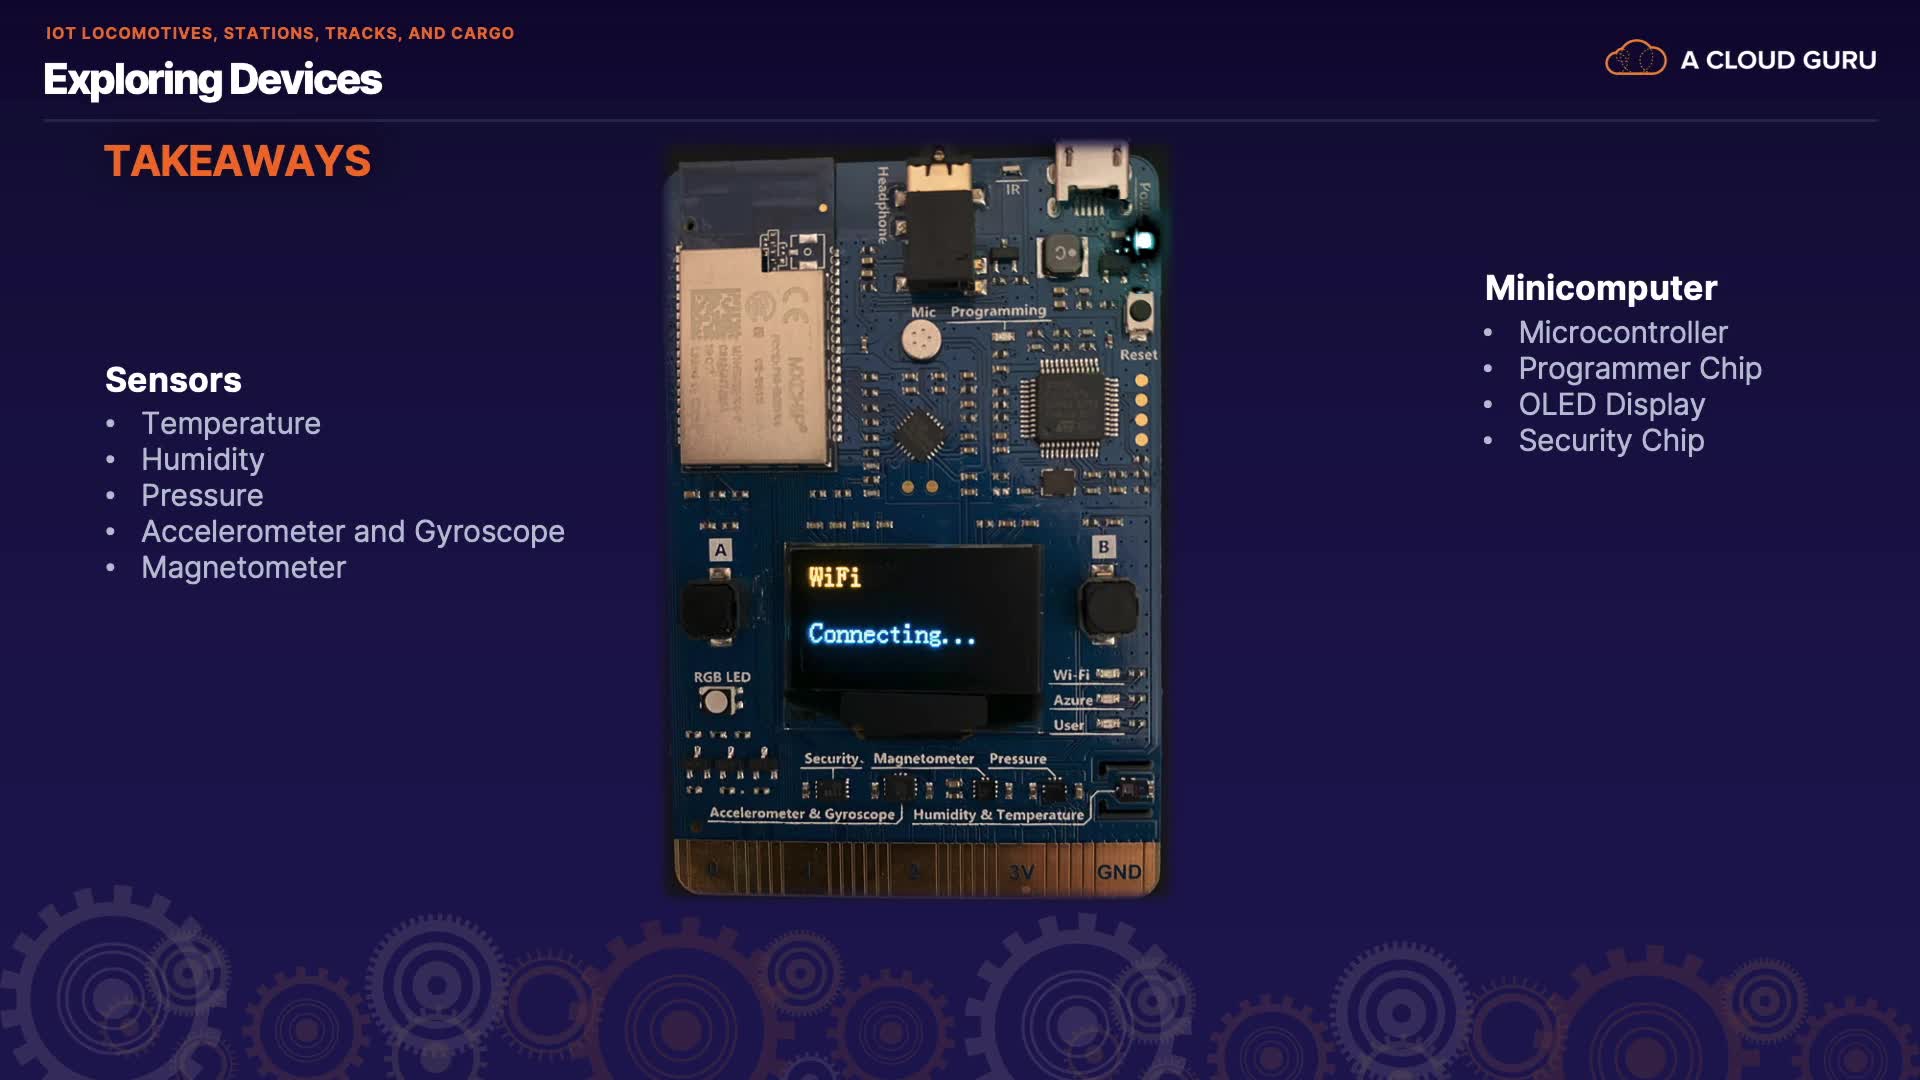 IOT LOCOMOTIVES, STATIONS, TRACKS, AND CARGO
Exploring Devices
A CLOUD GURU
TAKEAWAYS
Sensors
• Temperature
• Humidity
• Pressure
• Accelerometer and Gyroscope
• Magnetometer
Headphone
IR
Mic
Programming
Reset
A
B
WiFi
Connecting...
RGB LED
Wi-Fi
Azure
User
Security
Magnetometer
Pressure
Accelerometer & Gyroscope
Humidity & Temperature
0
1
2
3V
GND
Minicomputer
• Microcontroller
• Programmer Chip
• OLED Display
• Security Chip